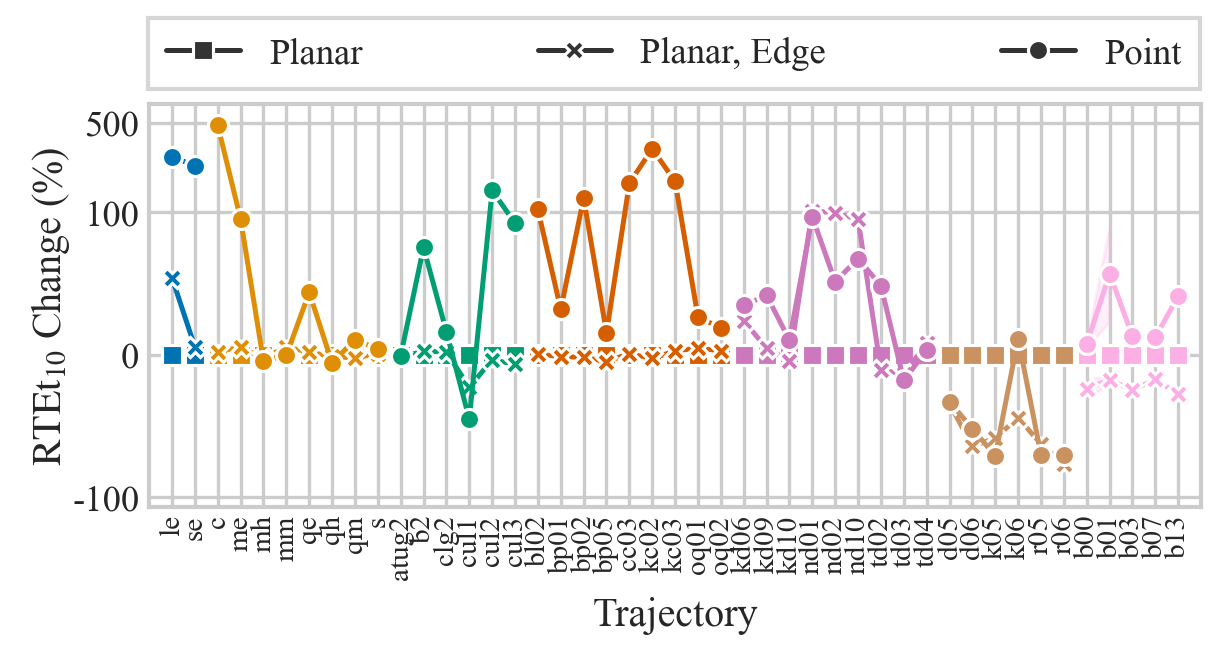 Planar
Planar, Edge
Point
RTEt10 Change (%)
500
100
0
-100
le
se
c
me
mh
mm
qe
qh
qm
s
atug2
b2
clg2
cul1
cul2
cul3
bl02
bp01
bp02
bp05
cc03
kc02
kc03
oq01
oq02
kd06
kd09
kd10
nd01
nd02
nd10
td02
td03
td04
d05
d06
k05
k06
r05
r06
b00
b01
b03
b07
b13
Trajectory